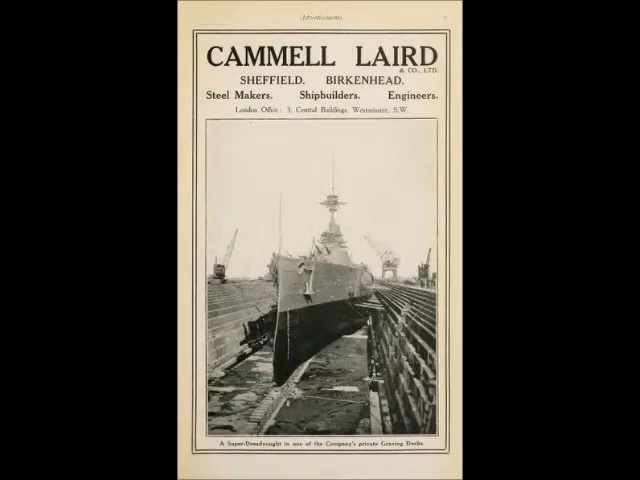 Advertisements
CAMMELL LAIRD
& CO., LTD.
SHEFFIELD. BIRKENHEAD.
Steel Makers. Shipbuilders. Engineers.
London Office: 3, Central Buildings, Westminster, S.W.
A Super-Dreadnought in one of the Company's private Graving Docks.